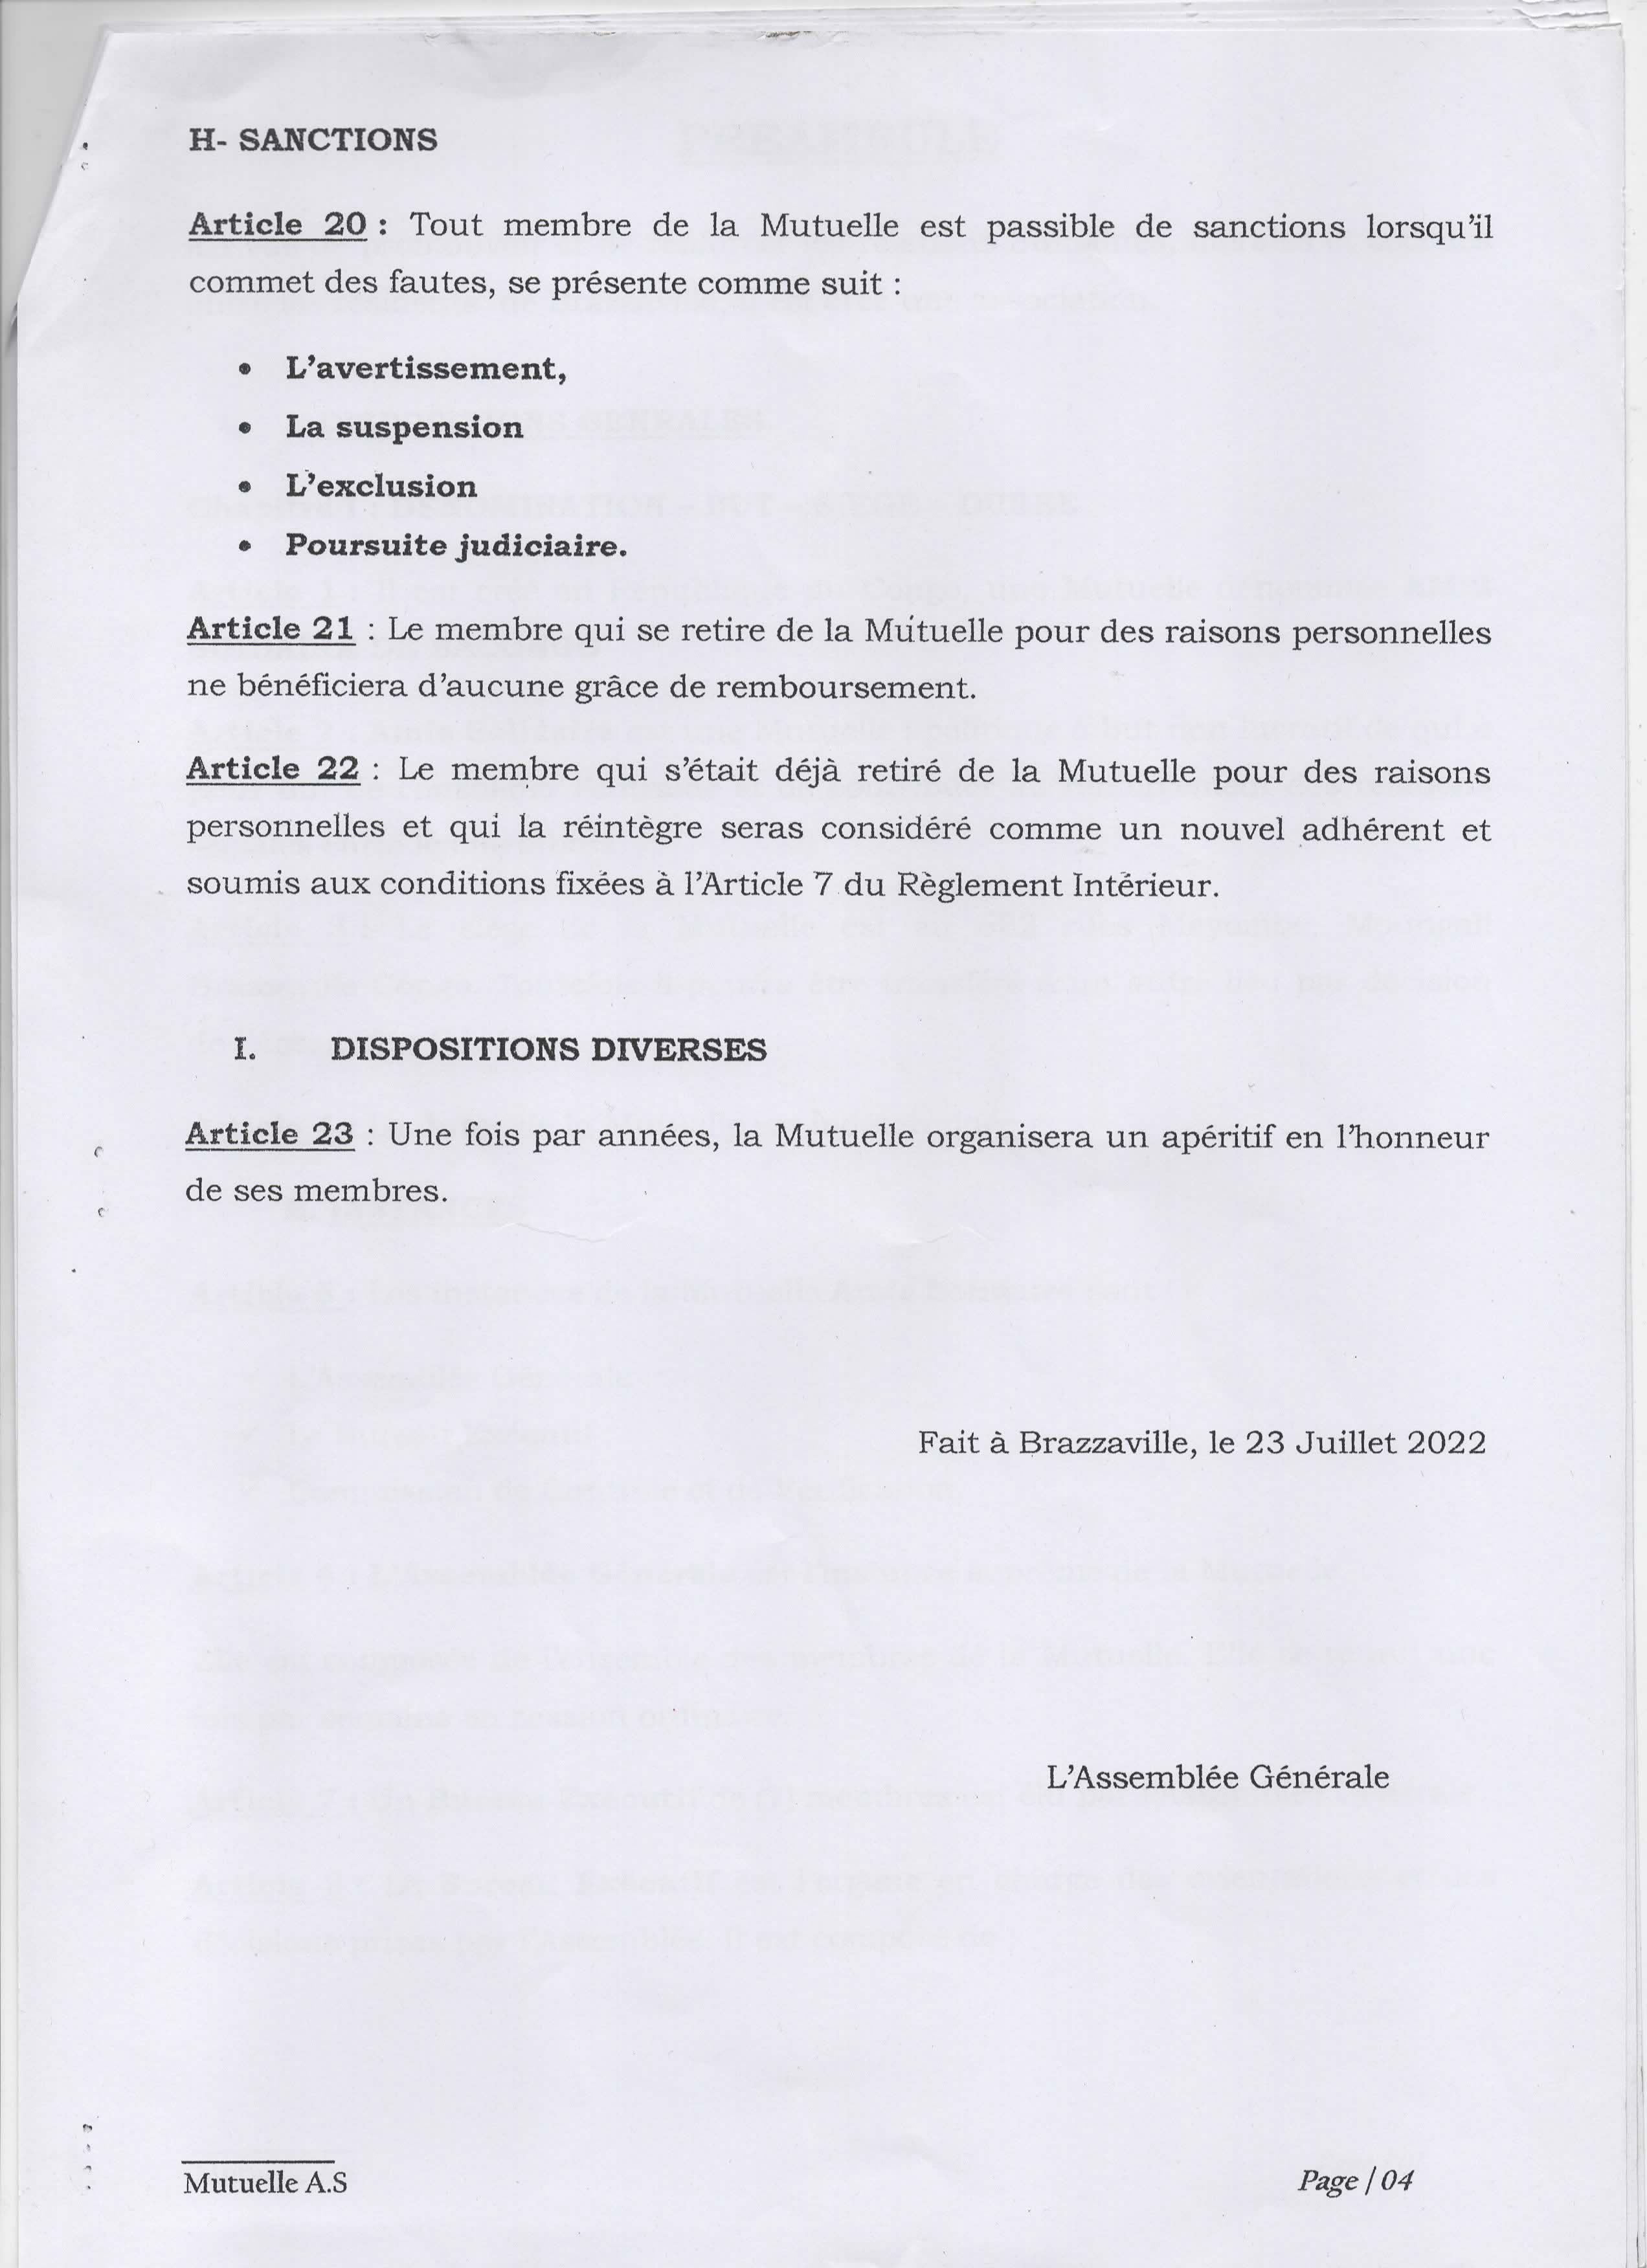 H- SANCTIONS
Article 20 : Tout membre de la Mutuelle est passible de sanctions lorsqu’il
commet des fautes, se présente comme suit :
• L’avertissement,
• La suspension
• L’exclusion
• Poursuite judiciaire.
Article 21 : Le membre qui se retire de la Mutuelle pour des raisons personnelles
ne bénéficiera d’aucune grâce de remboursement.
Article 22 : Le membre qui s’était déjà retiré de la Mutuelle pour des raisons
personnelles et qui la réintègre seras considéré comme un nouvel adhérent et
soumis aux conditions fixées à l’Article 7 du Règlement Intérieur.
I. DISPOSITIONS DIVERSES
Article 23 : Une fois par années, la Mutuelle organisera un apéritif en l’honneur
de ses membres.
Fait à Brazzaville, le 23 Juillet 2022
L’Assemblée Générale
Mutuelle A.S
Page / 04